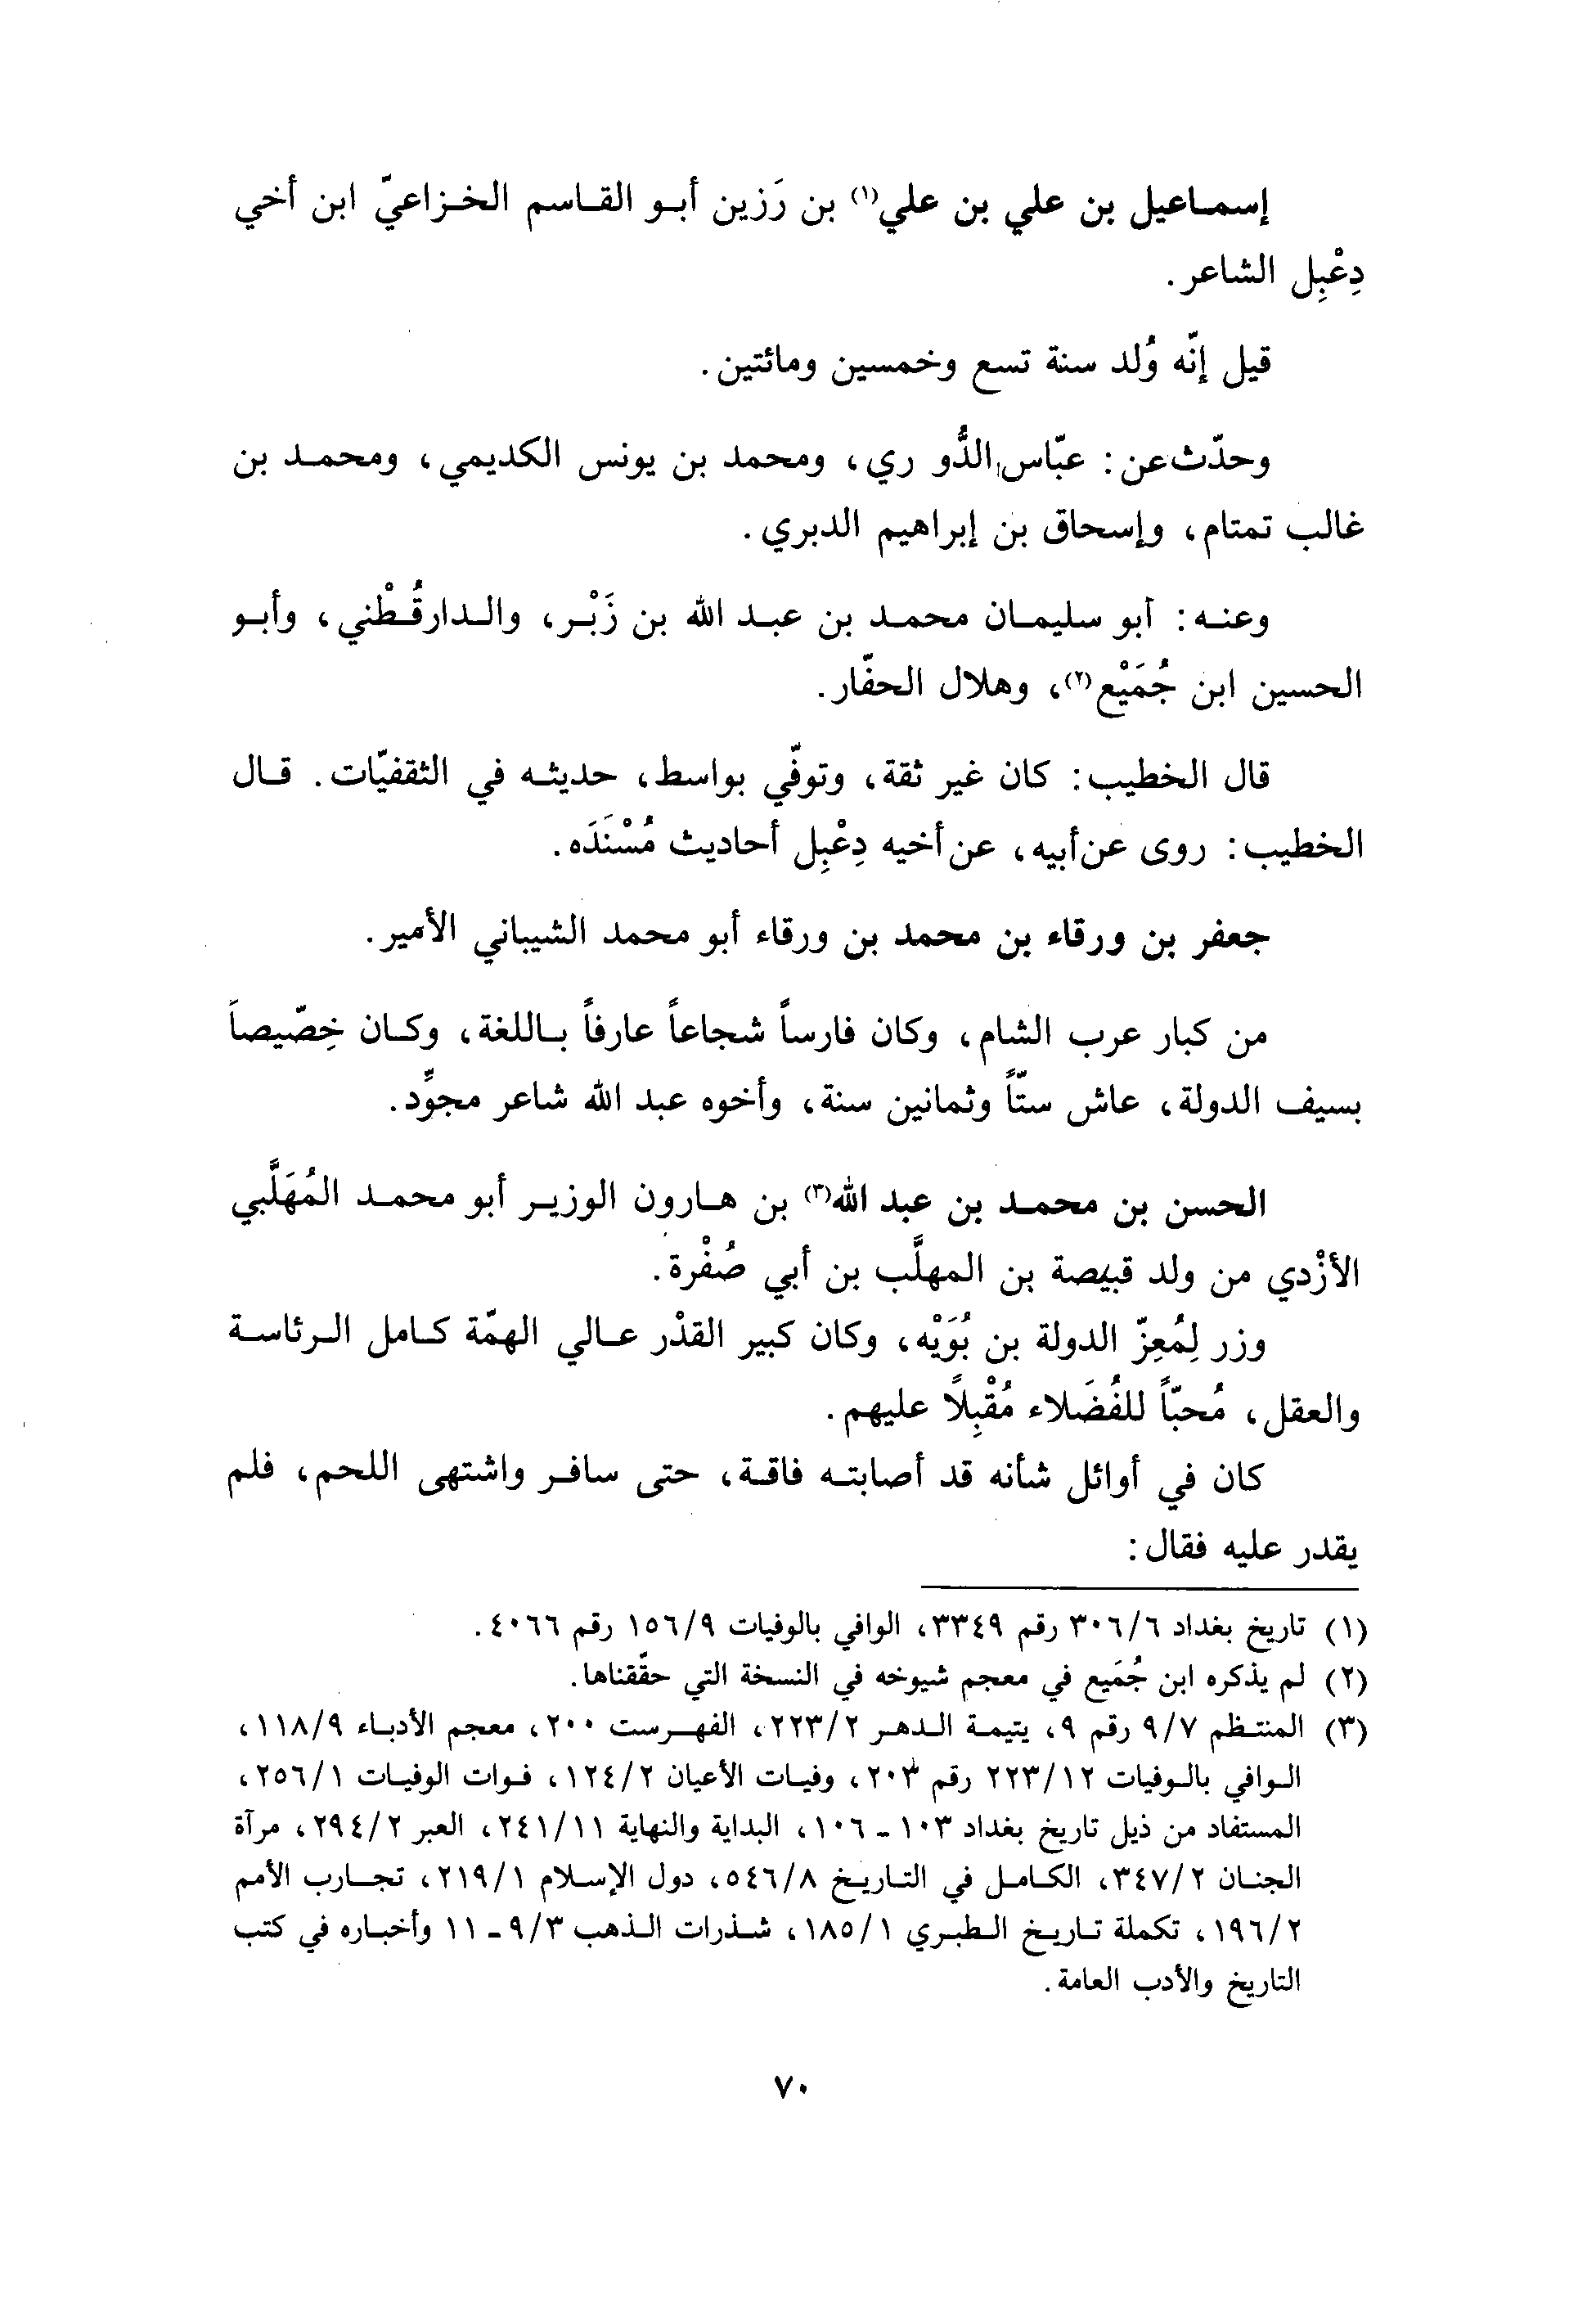 إسماعيل بن علي بن علي(١) بن رَزين أبو القاسم الخزاعيّ ابن أخي
دِعْبِل الشاعر.
قيل إنّه وُلد سنة تسع وخمسين ومائتين.
وحدّث عن: عبّاس الدُّوري، ومحمد بن يونس الكديمي، ومحمد بن
غالب تمتام، وإسحاق بن إبراهيم الدبري.
وعنه: أبو سليمان محمد بن عبد الله بن زَبْر، والدارقُطْني، وأبو
الحسين ابن جُمَيْع(٢)، وهلال الحفّار.
قال الخطيب: كان غير ثقة، وتوفّي بواسط، حديثه في الثقفيّات. قال
الخطيب: روى عن أبيه، عن أخيه دِعْبِل أحاديث مُسْنَدَه.
جعفر بن ورقاء بن محمد بن ورقاء أبو محمد الشيباني الأمير.
من كبار عرب الشام، وكان فارساً شجاعاً عارفاً باللغة، وكان خِصّيصاً
بسيف الدولة، عاش ستّاً وثمانين سنة، وأخوه عبد الله شاعر مجوِّد.
الحسن بن محمد بن عبد الله(٣) بن هارون الوزير أبو محمد المُهَلَّبي
الأزْدي من ولد قبيصة بن المهلَّب بن أبي صُفْرة.
وزر لِمُعِزّ الدولة بن بُوَيْه، وكان كبير القدْر عالي الهمّة كامل الرئاسة
والعقل، مُحبّاً للفُضَلاء مُقْبِلاً عليهم.
كان في أوائل شأنه قد أصابته فاقة، حتى سافر واشتهى اللحم، فلم
يقدر عليه فقال:
(١) تاريخ بغداد ٣٠٦/٦ رقم ٣٣٤٩، الوافي بالوفيات ١٥٦/٩ رقم ٤٠٦٦.
(٢) لم يذكره ابن جُمَيع في معجم شيوخه في النسخة التي حقّقناها.
(٣) المنتظم ٩/٧ رقم ٩، يتيمة الدهر ٢٢٣/٢، الفهرست ٢٠٠، معجم الأدباء ١١٨/٩،
الوافي بالوفيات ٢٢٣/١٢ رقم ٢٠٣، وفيات الأعيان ١٢٤/٢، فوات الوفيات ٢٥٦/١،
المستفاد من ذيل تاريخ بغداد ١٠٣ - ١٠٦، البداية والنهاية ٢٤١/١١، العبر ٢٩٤/٢، مرآة
الجنان ٣٤٧/٢، الكامل في التاريخ ٥٤٦/٨، دول الإسلام ٢١٩/١، تجارب الأمم
١٩٦/٢، تكملة تاريخ الطبري ١٨٥/١، شذرات الذهب ٩/٣ - ١١ وأخباره في كتب
التاريخ والأدب العامة.
٧٠